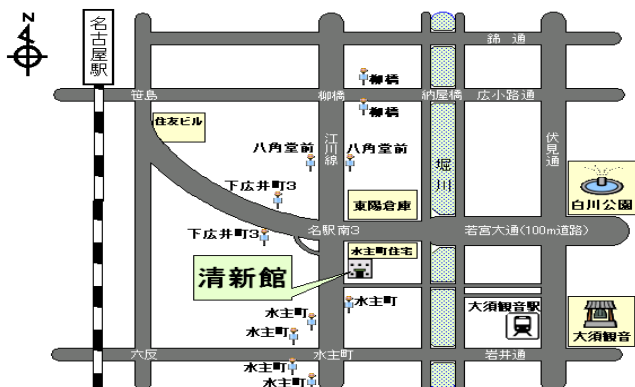 N
名古屋駅
錦通
柳橋
柳橋
笹島
柳橋
納屋橋
広小路通
住友ビル
江川線
伏見通
八角堂前
八角堂前
堀川
下広井町3
東陽倉庫
白川公園
下広井町3
名駅南3
若宮大通(100m道路)
水主町住宅
清新館
水主町
大須観音駅
水主町
水主町
大須観音
六反
水主町
岩井通
水主町
水主町